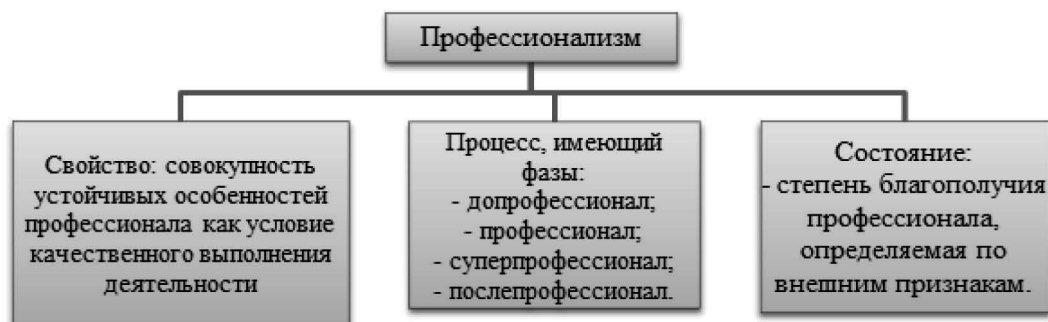 Профессионализм
Свойство: совокупность
устойчивых особенностей
профессионала как условие
качественного выполнения
деятельности
Процесс, имеющий
фазы:
- допрофессионал;
- профессионал;
- суперпрофессионал;
- послепрофессионал.
Состояние:
- степень благополучия
профессионала,
определяемая по
внешним признакам.